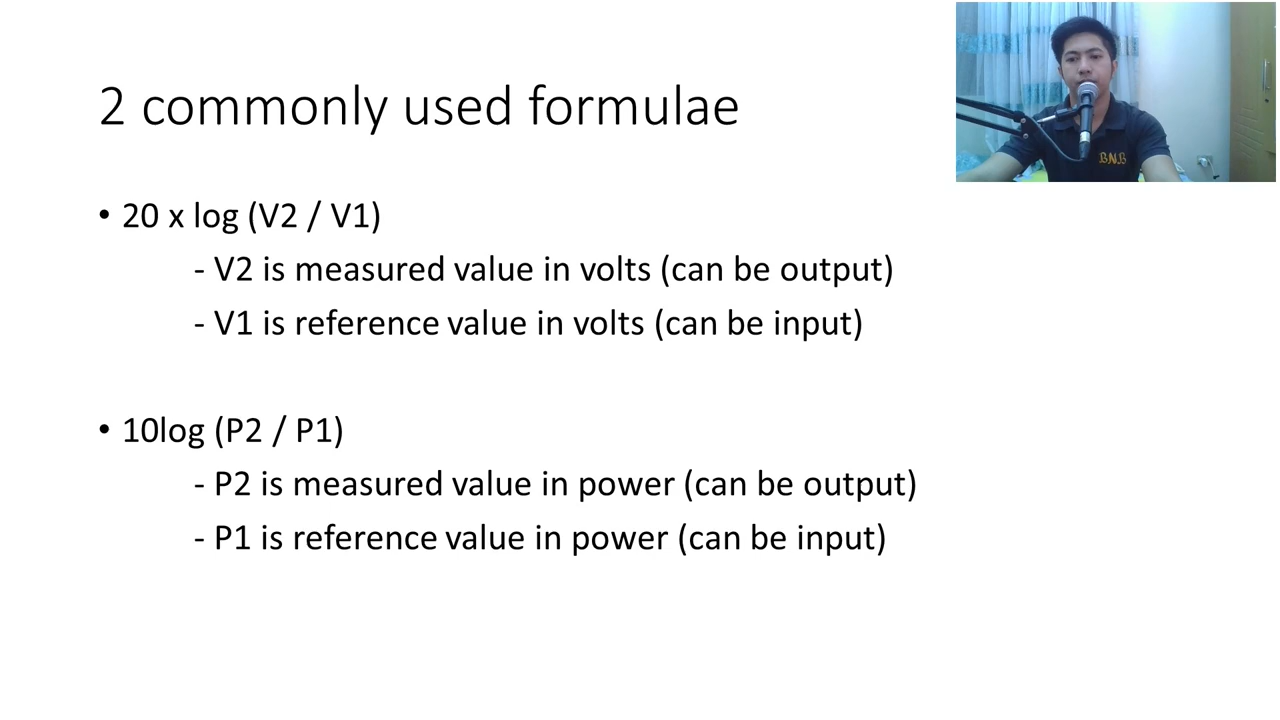 2 commonly used formulae
• 20 x log (V2 / V1)
- V2 is measured value in volts (can be output)
- V1 is reference value in volts (can be input)
• 10log (P2 / P1)
- P2 is measured value in power (can be output)
- P1 is reference value in power (can be input)
BNB